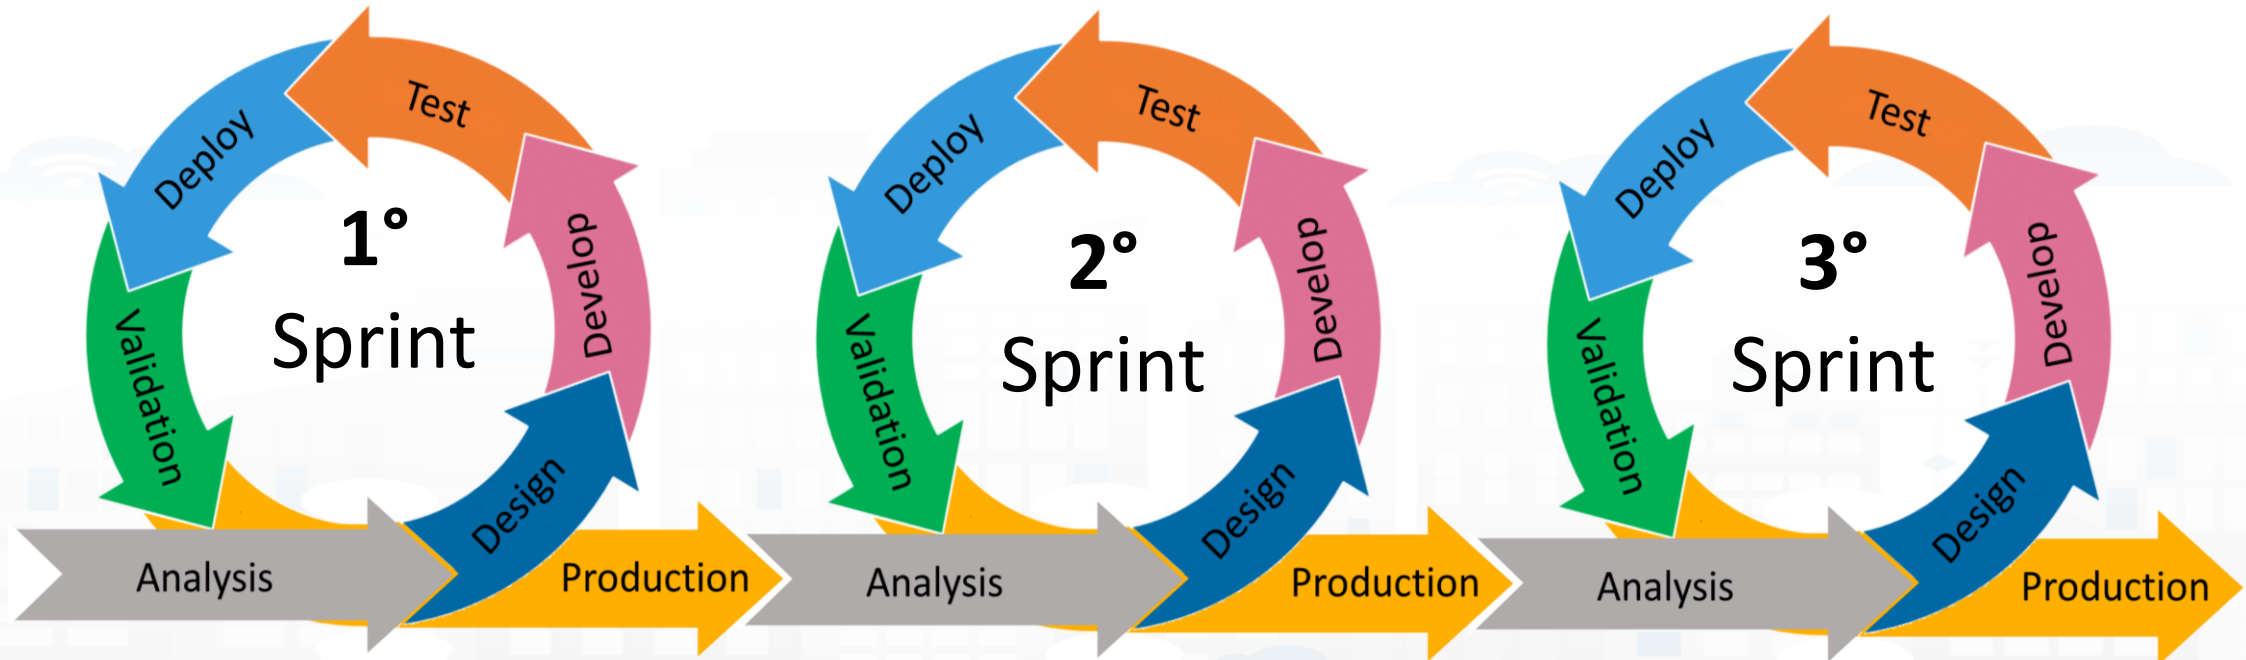 Test
Deploy
1°
Sprint
Develop
Validation
Design
Analysis
Production
Test
Deploy
2°
Sprint
Develop
Validation
Design
Analysis
Production
Test
Deploy
3°
Sprint
Develop
Validation
Design
Analysis
Production